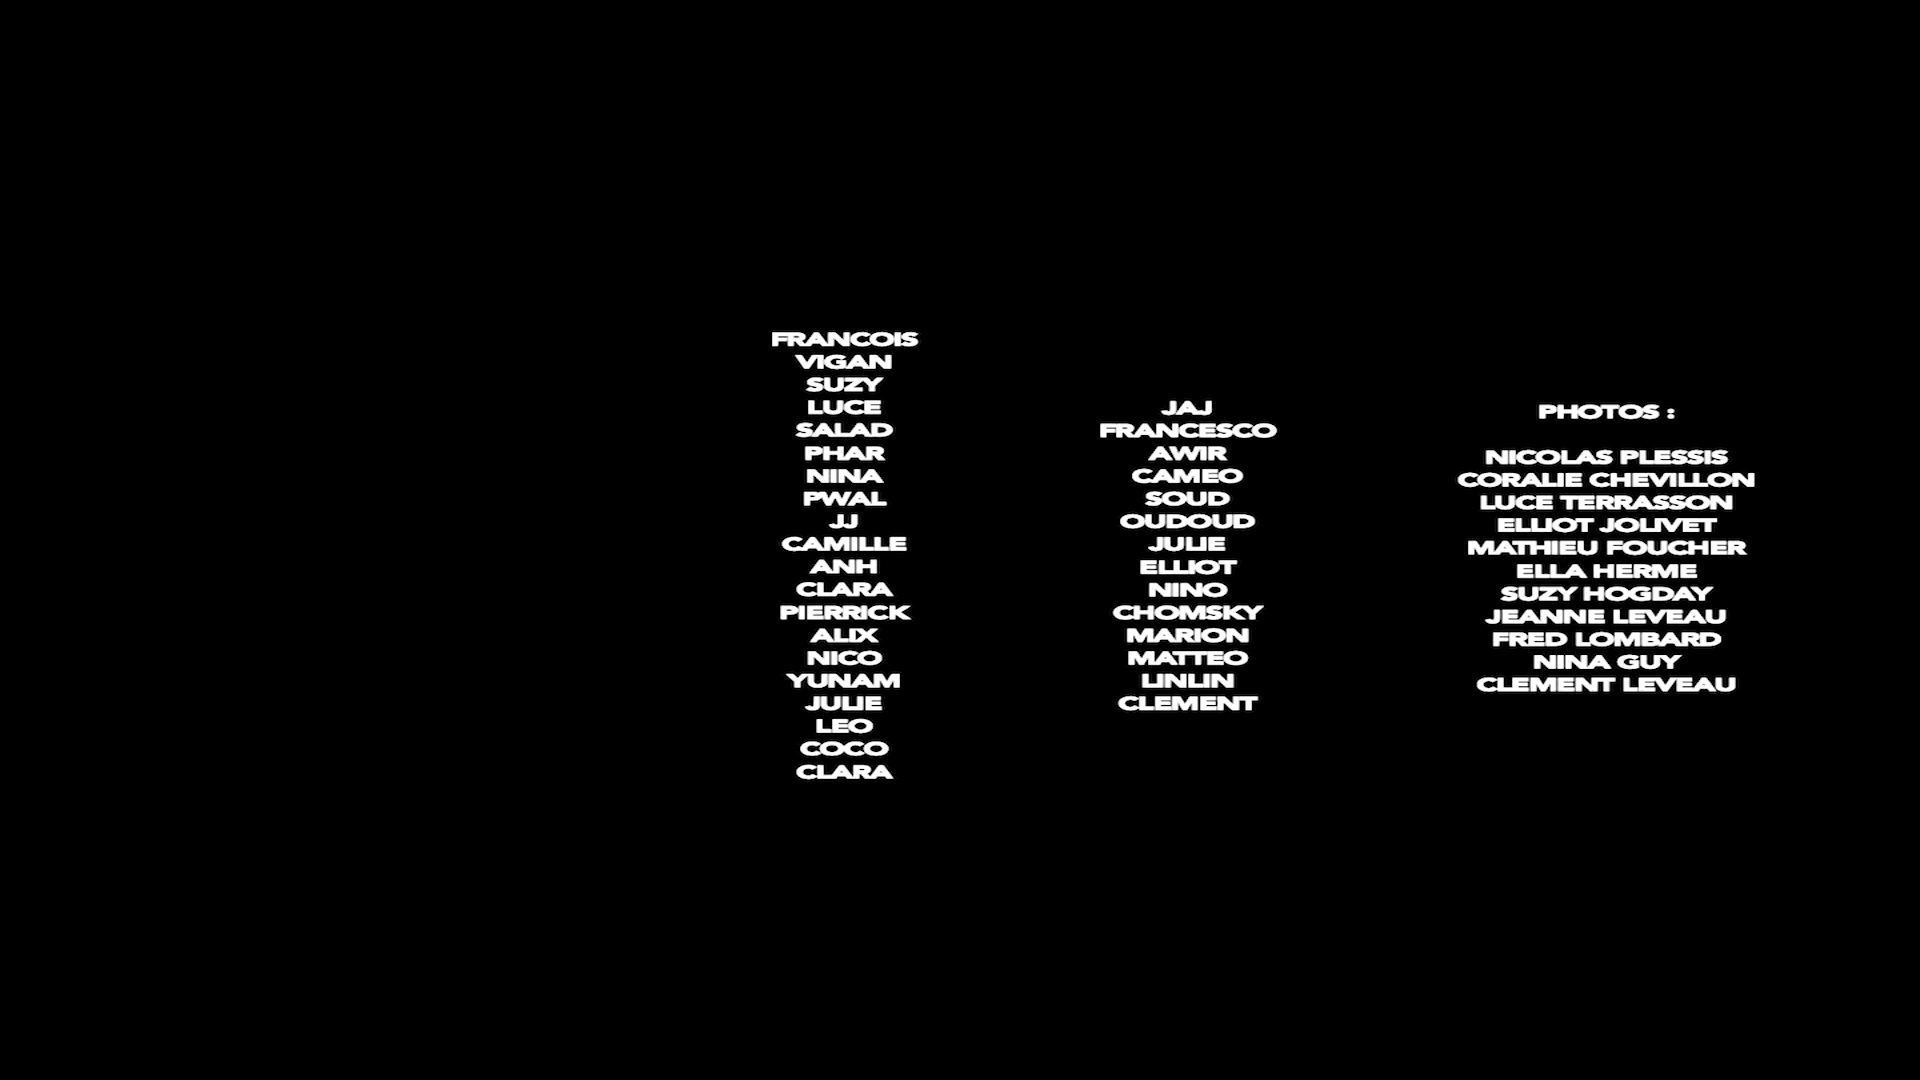 FRANCOIS
VIGAN
SUZY
LUCE
SALAD
PHAR
NINA
PWAL
JJ
CAMILLE
ANH
CLARA
PIERRICK
ALIX
NICO
YUNAM
JULIE
LEO
COCO
CLARA
JAJ
FRANCESCO
AWIR
CAMEO
SOUD
OUDOUD
JULIE
ELLIOT
NINO
CHOMSKY
MARION
MATTEO
LINLIN
CLEMENT
PHOTOS :
NICOLAS PLESSIS
CORALIE CHEVILLON
LUCE TERRASSON
ELLIOT JOLIVET
MATHIEU FOUCHER
ELLA HERME
SUZY HOGDAY
JEANNE LEVEAU
FRED LOMBARD
NINA GUY
CLEMENT LEVEAU